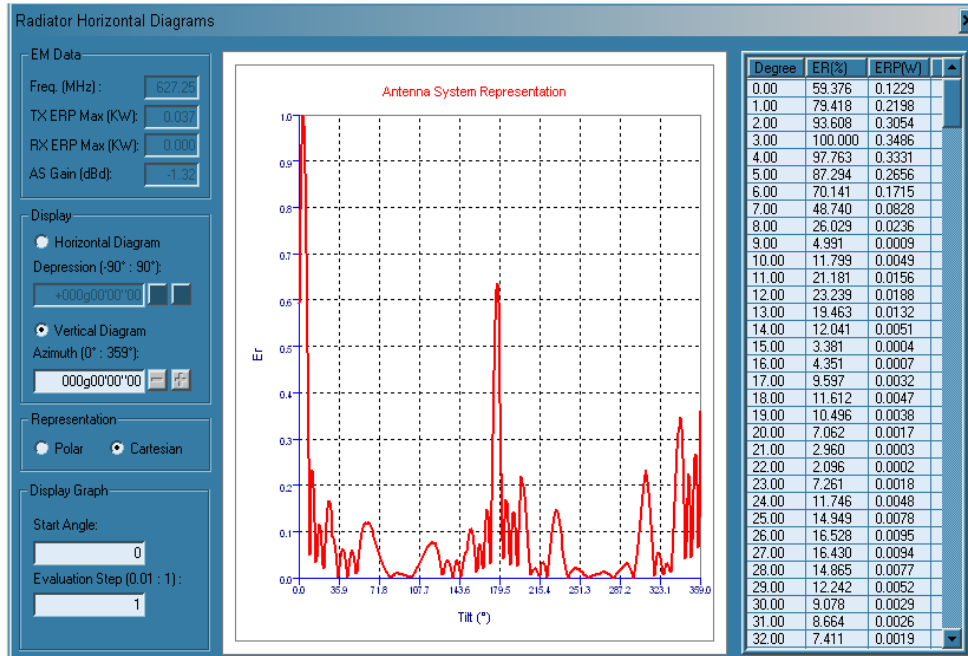 Radiator Horizontal Diagrams
EM Data
Freq. (MHz) : 627.25
TX ERP Max (KW): 0.037
RX ERP Max (KW): 0.000
AS Gain (dBd): -1.32
Display
Horizontal Diagram
Depression (-90° : 90°):
+000g00'00''00
Vertical Diagram
Azimuth (0° : 359°):
000g00'00''00
Representation
Polar Cartesian
Display Graph
Start Angle:
0
Evaluation Step (0.01 : 1) :
1
Antenna System Representation
1.0
0.9
0.8
0.7
0.6
0.5
0.4
0.3
0.2
0.1
0.0
Er
0.0 35.9 71.8 107.7 143.6 179.5 215.4 251.3 287.2 323.1 359.0
Tilt (°)
Degree ER(%) ERP(W)
0.00 59.376 0.1229
1.00 79.418 0.2198
2.00 93.608 0.3054
3.00 100.000 0.3486
4.00 97.763 0.3331
5.00 87.294 0.2656
6.00 70.141 0.1715
7.00 48.740 0.0828
8.00 26.029 0.0236
9.00 4.991 0.0009
10.00 11.799 0.0049
11.00 21.181 0.0156
12.00 23.239 0.0188
13.00 19.463 0.0132
14.00 12.041 0.0051
15.00 3.381 0.0004
16.00 4.351 0.0007
17.00 9.597 0.0032
18.00 11.612 0.0047
19.00 10.496 0.0038
20.00 7.062 0.0017
21.00 2.960 0.0003
22.00 2.096 0.0002
23.00 7.261 0.0018
24.00 11.746 0.0048
25.00 14.949 0.0078
26.00 16.528 0.0095
27.00 16.430 0.0094
28.00 14.865 0.0077
29.00 12.242 0.0052
30.00 9.078 0.0029
31.00 8.664 0.0026
32.00 7.411 0.0019